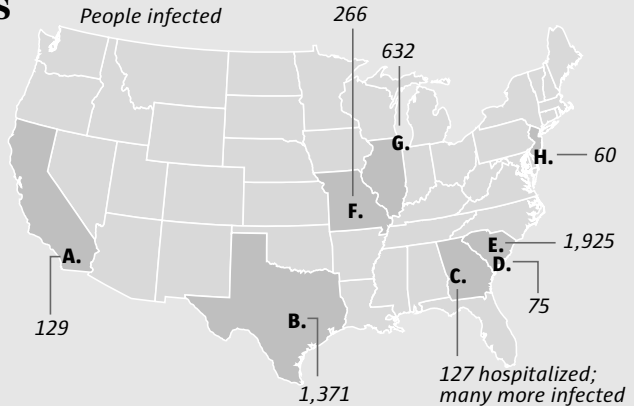 s
People infected
266
632
G.
H. 60
F.
E. 1,925
A.
D.
C.
75
B.
129
127 hospitalized;
many more infected
1,371